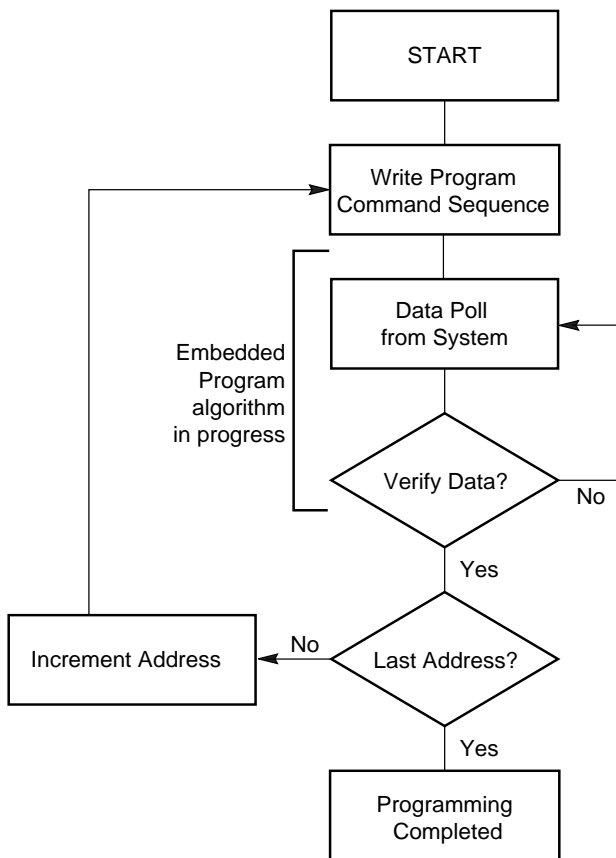 START
Write Program
Command Sequence
Data Poll
from System
Embedded
Program
algorithm
in progress
Verify Data?
No
Yes
No
Increment Address
Last Address?
Yes
Programming
Completed